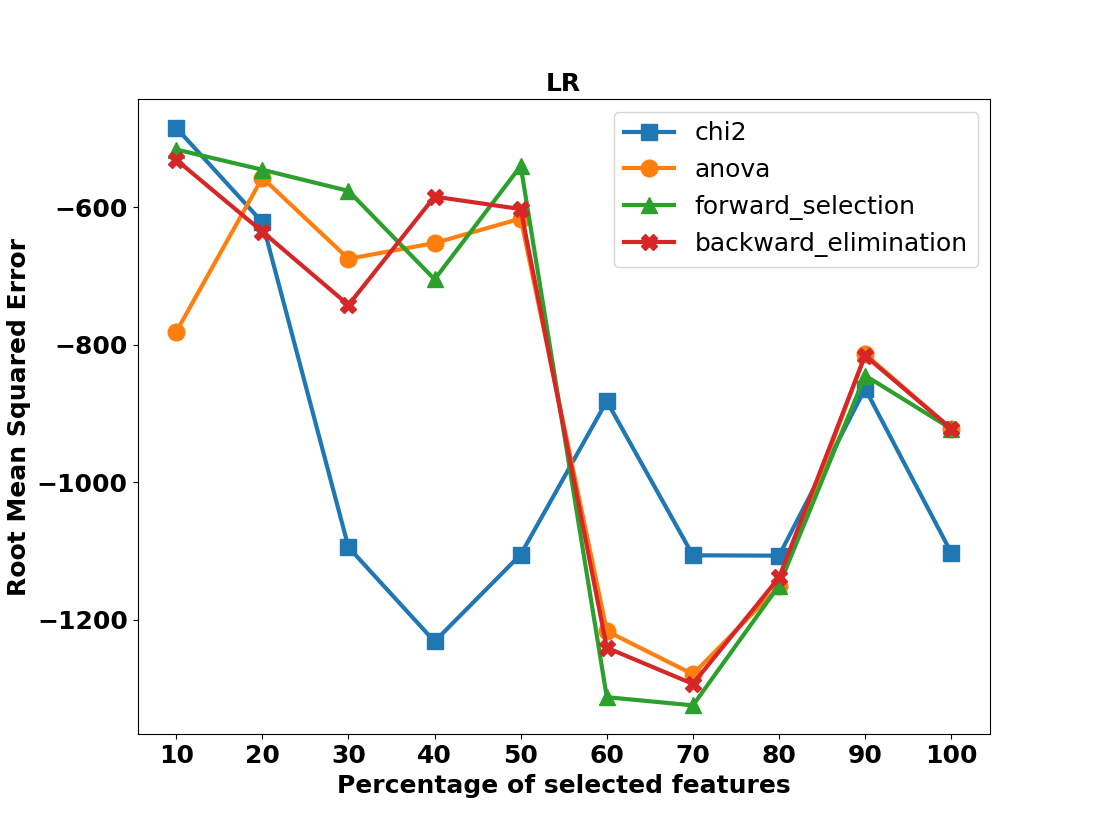 LR
chi2
anova
forward_selection
backward_elimination
Root Mean Squared Error
−600
−800
−1000
−1200
10 20 30 40 50 60 70 80 90 100
Percentage of selected features